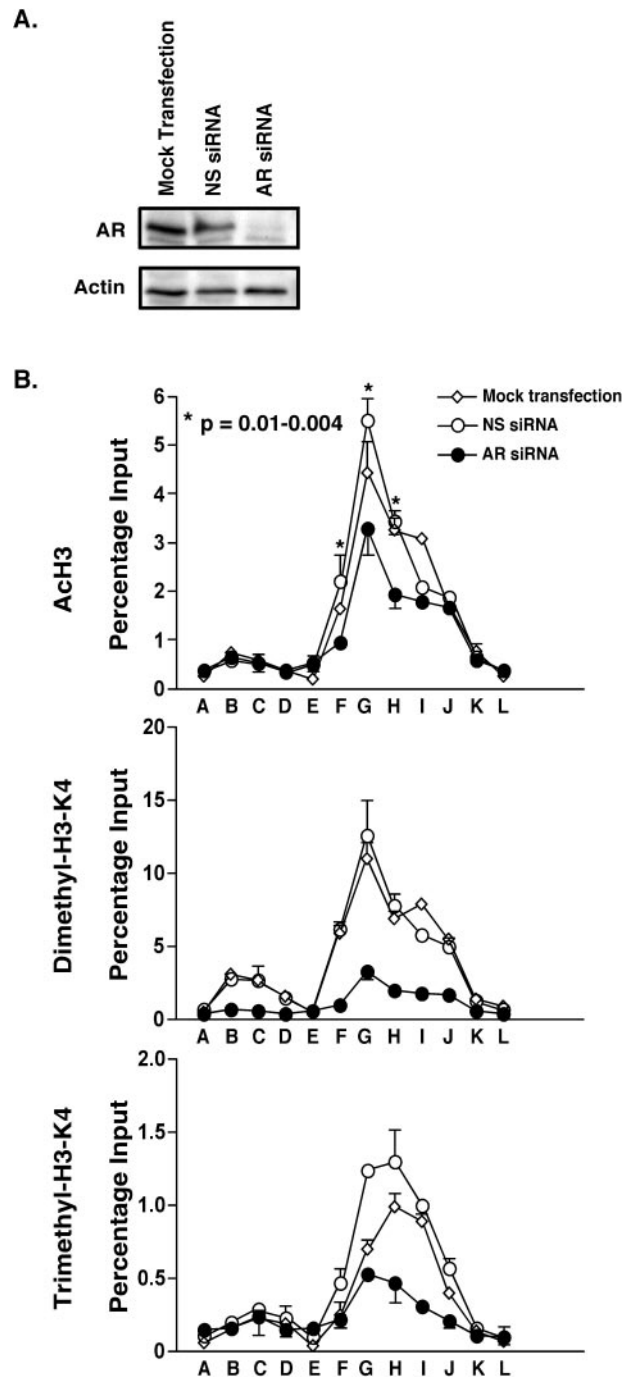 A.
Mock Transfection
NS siRNA
AR siRNA
AR
Actin
B.
AcH3
Percentage Input
6
5
4
3
2
1
0
* p = 0.01-0.004
*
*
*
Mock transfection
NS siRNA
AR siRNA
A B C D E F G H I J K L
Dimethyl-H3-K4
Percentage Input
20
15
10
5
0
A B C D E F G H I J K L
Trimethyl-H3-K4
Percentage Input
2.0
1.5
1.0
0.5
0
A B C D E F G H I J K L